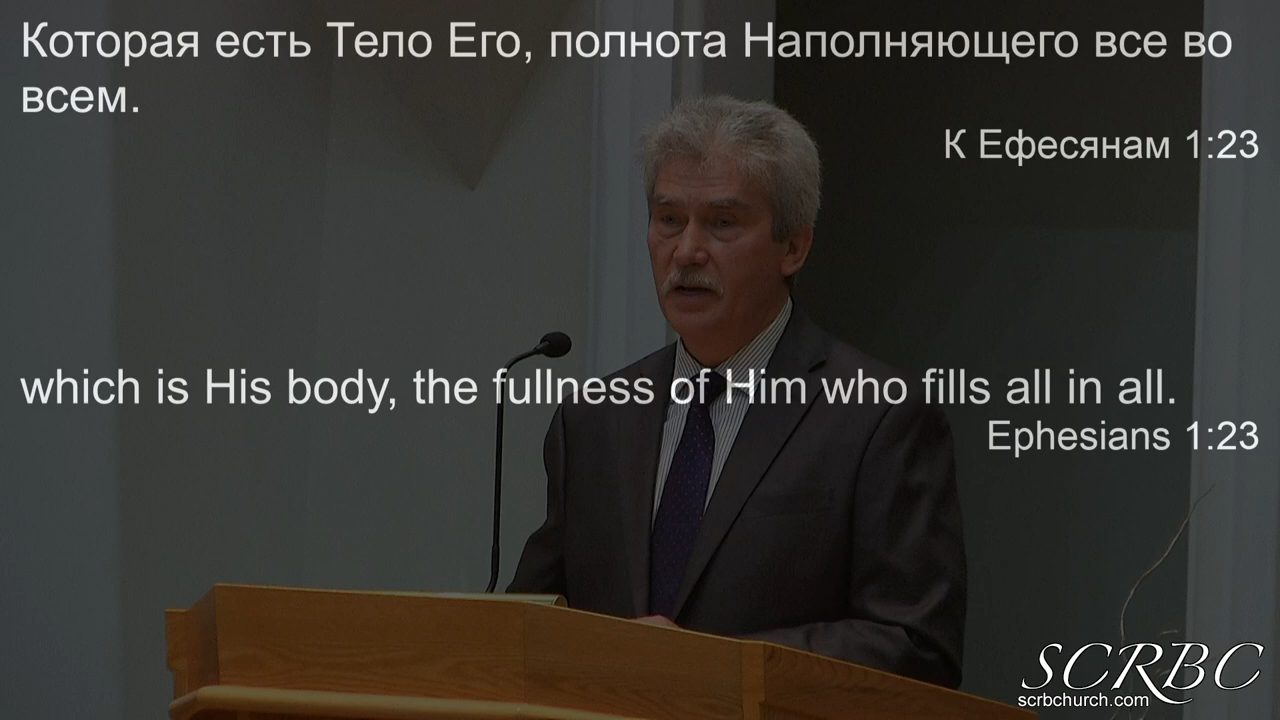 Которая есть Тело Его, полнота Наполняющего все во
всем.
К Ефесянам 1:23
which is His body, the fullness of Him who fills all in all.
Ephesians 1:23
SCRBC
scrbchurch.com